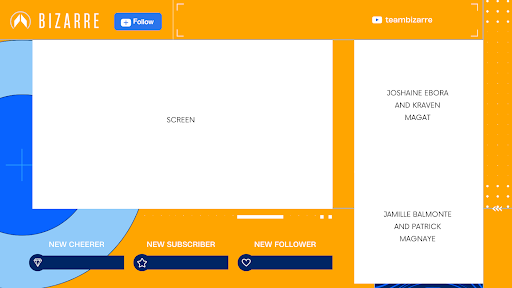 BIZARRE
Follow
teambizarre
SCREEN
JOSHAINE EBORA
AND KRAVEN
MAGAT
JAMILLE BALMONTE
AND PATRICK
MAGNAYE
NEW CHEERER
NEW SUBSCRIBER
NEW FOLLOWER